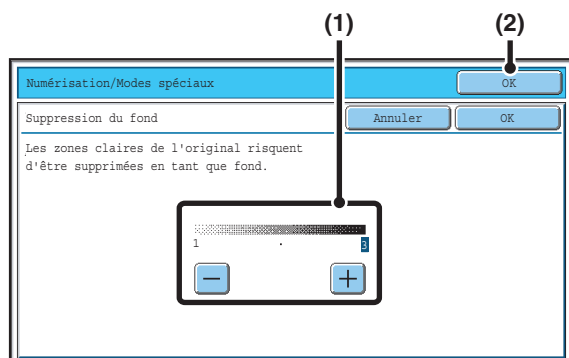 (1) (2)
Numérisation/Modes spéciaux OK
Suppression du fond Annuler OK
Les zones claires de l'original risquent
d'être supprimées en tant que fond.
1 · 3
− +